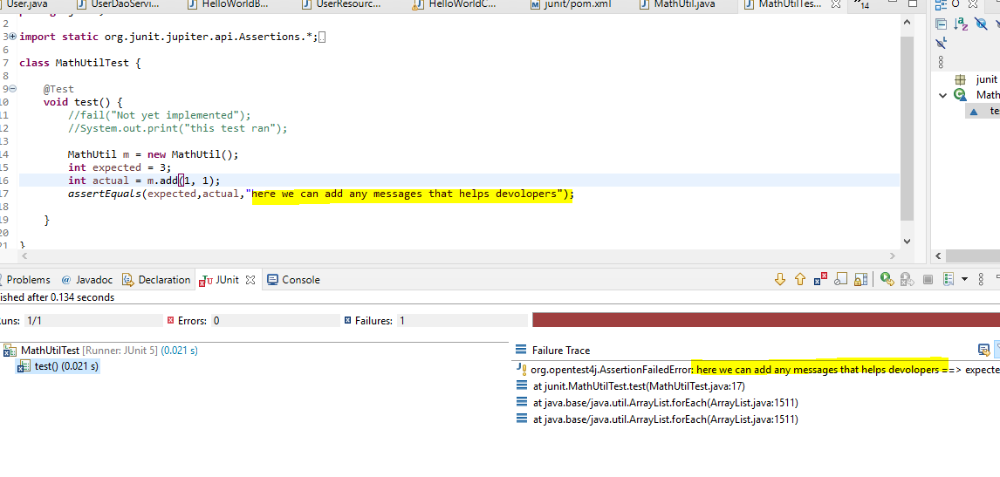 User.java UserDaoServi... HelloWorldB... UserResourc... HelloWorldC... junit/pom.xml MathUtil.java MathUtilTes... 14
2
3 import static org.junit.jupiter.api.Assertions.*;
6
7 class MathUtilTest {
8
9 @Test
10 void test() {
11 //fail("Not yet implemented");
12 //System.out.print("this test ran");
13
14 MathUtil m = new MathUtil();
15 int expected = 3;
16 int actual = m.add(1, 1);
17 assertEquals(expected,actual,"here we can add any messages that helps devolopers");
18
19 }
20
21 }
junit
Math
te
Problems @ Javadoc Declaration JUnit Console
ished after 0.134 seconds
uns: 1/1 Errors: 0 Failures: 1
MathUtilTest [Runner: JUnit 5] (0.021 s)
test() (0.021 s)
Failure Trace
org.opentest4j.AssertionFailedError: here we can add any messages that helps devolopers ==> expecte
at junit.MathUtilTest.test(MathUtilTest.java:17)
at java.base/java.util.ArrayList.forEach(ArrayList.java:1511)
at java.base/java.util.ArrayList.forEach(ArrayList.java:1511)